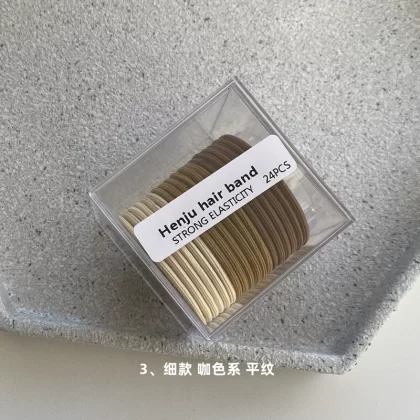 Henju hair band
STRONG ELASTICITY 24PCS
3、细款 咖色系 平纹